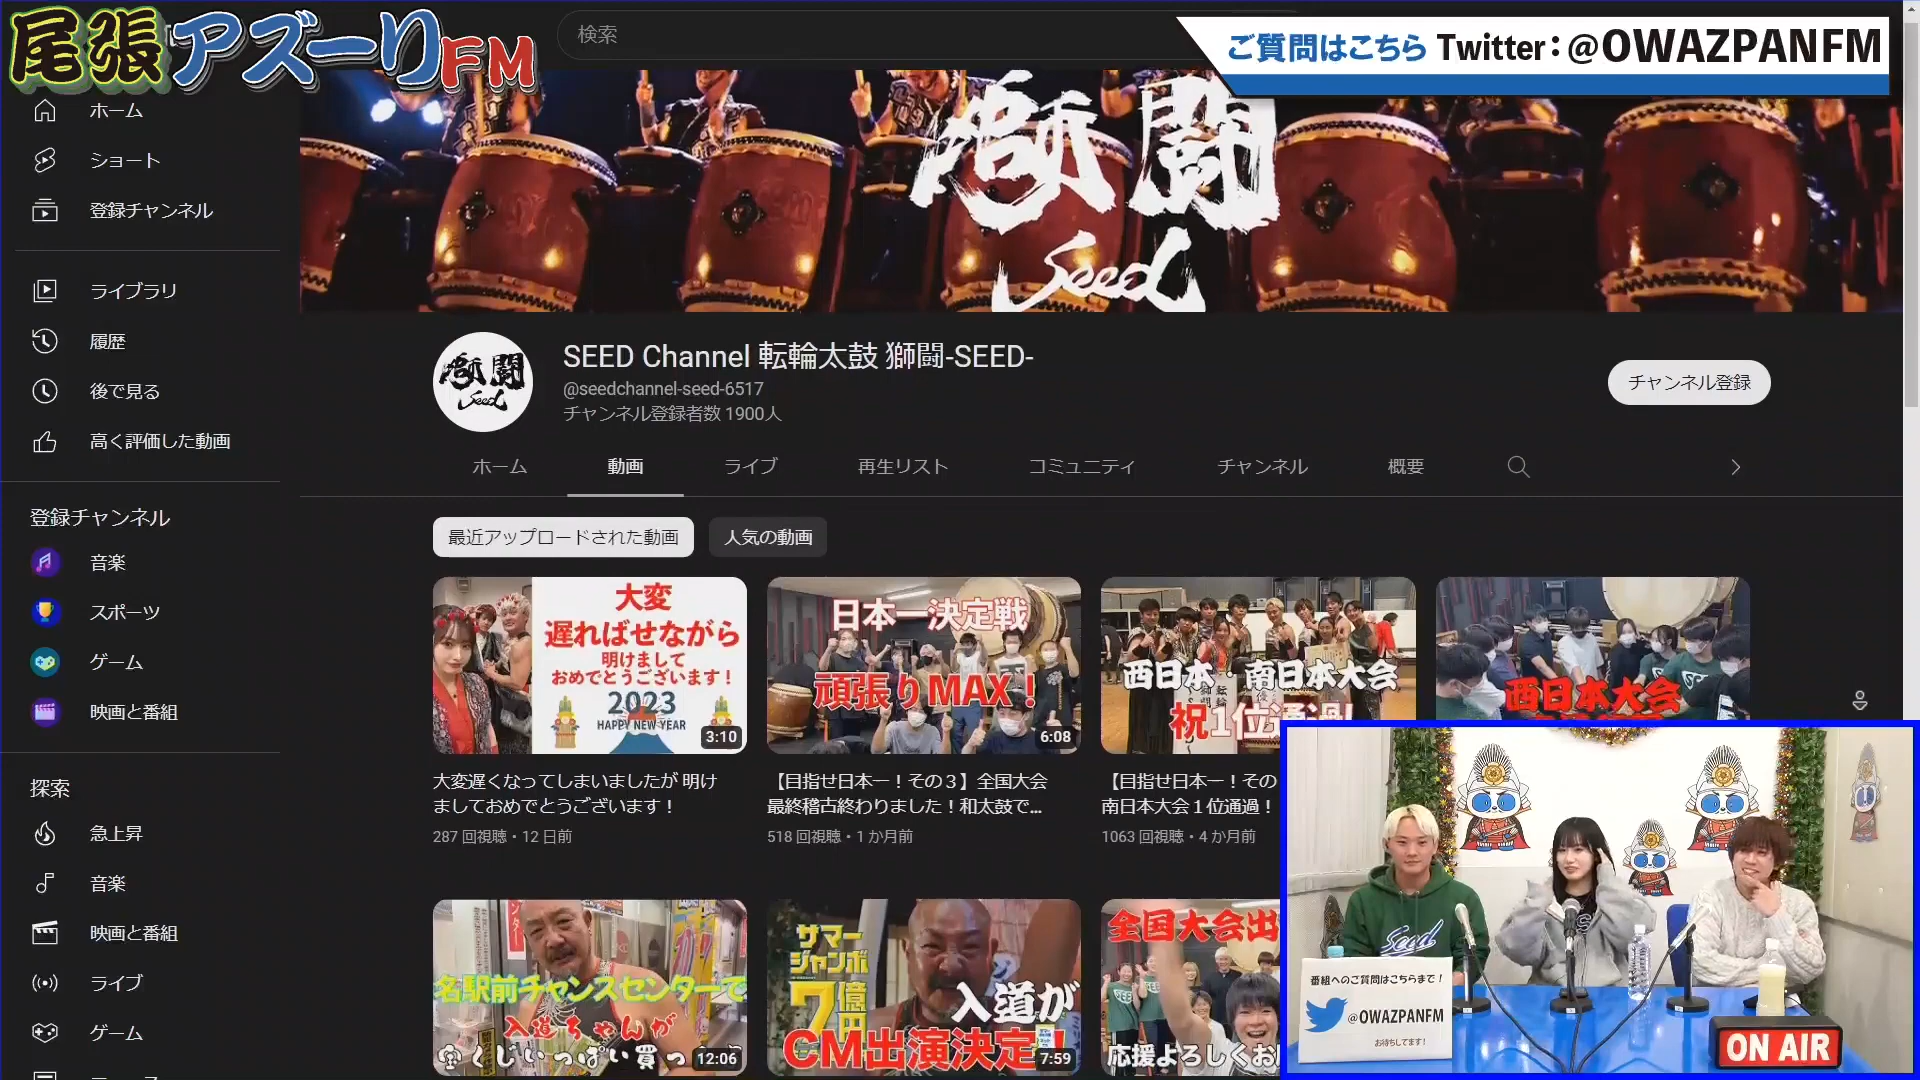 尾張アズーリFM
検索
ご質問はこちら Twitter：@OWAZPANFM
ホーム
ショート
登録チャンネル
ライブラリ
履歴
後で見る
高く評価した動画
登録チャンネル
音楽
スポーツ
ゲーム
映画と番組
探索
急上昇
音楽
映画と番組
ライブ
ゲーム
獅闘
Seed
獅闘
Seed
SEED Channel 転輪太鼓 獅闘-SEED-
@seedchannel-seed-6517
チャンネル登録者数 1900人
チャンネル登録
ホーム
動画
ライブ
再生リスト
コミュニティ
チャンネル
概要
最近アップロードされた動画
人気の動画
大変
遅ればせながら
明けまして
おめでとうございます！
2023
HAPPY NEW YEAR
3:10
大変遅くなってしまいましたが 明け
ましておめでとうございます！
287 回視聴・12 日前
日本一決定戦
頑張りMAX！
6:08
【目指せ日本一！その３】全国大会
最終稽古終わりました！和太鼓で...
518 回視聴・1 か月前
西日本・南日本大会
祝1位通過！
【目指せ日本一！その
南日本大会１位通過！
1063 回視聴・4 か月前
西日本大会
名駅前チャンスセンターで
入道ちゃんが
宝くじいっぱい買っ
12:06
サマー
ジャンボ
7億円
入道が
CM出演決定！
7:59
全国大会出
応援よろしくお
Seed
番組へのご質問はこちらまで！
@OWAZPANFM
お待ちしてます！
ON AIR